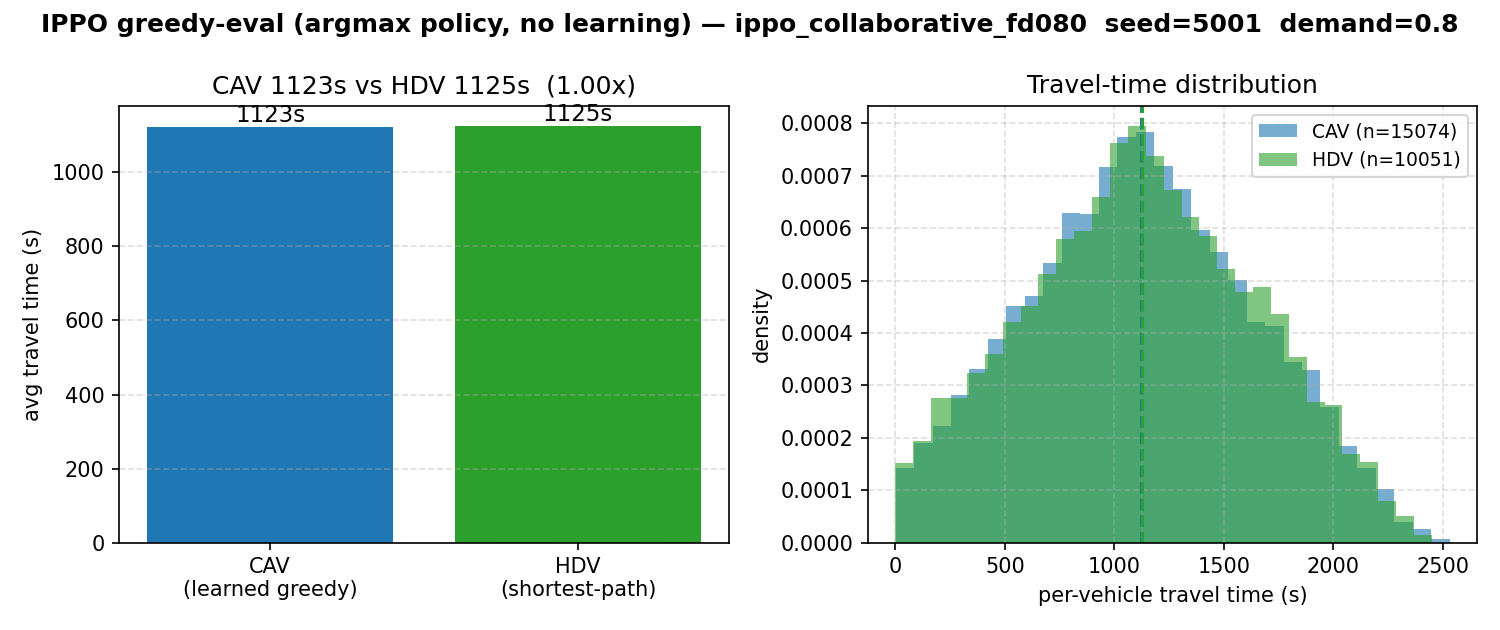 IPPO greedy-eval (argmax policy, no learning) — ippo_collaborative_fd080  seed=5001  demand=0.8
CAV 1123s vs HDV 1125s  (1.00x)
1123s
1125s
avg travel time (s)
1000
800
600
400
200
0
CAV
(learned greedy)
HDV
(shortest-path)
Travel-time distribution
CAV (n=15074)
HDV (n=10051)
density
0.0008
0.0007
0.0006
0.0005
0.0004
0.0003
0.0002
0.0001
0.0000
0
500
1000
1500
2000
2500
per-vehicle travel time (s)